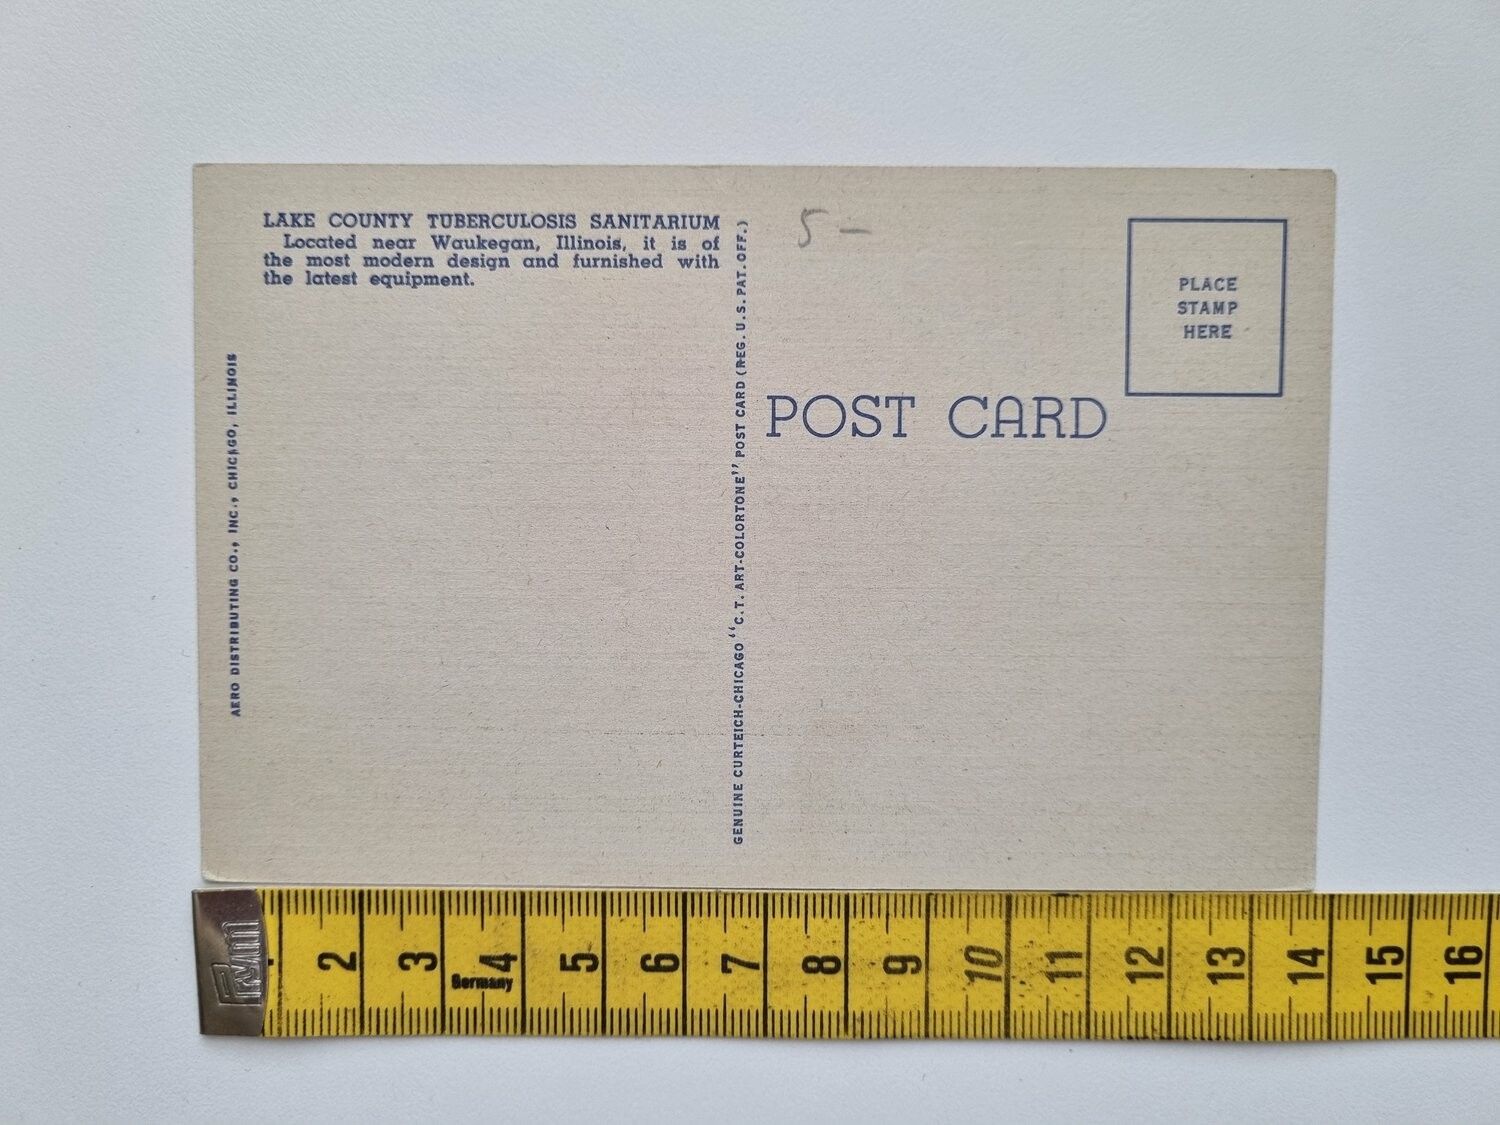 LAKE COUNTY TUBERCULOSIS SANITARIUM
Located near Waukegan, Illinois, it is of
the most modern design and furnished with
the latest equipment.
AERO DISTRIBUTING CO., INC., CHICAGO, ILLINOIS
GENUINE CURTEICH-CHICAGO "C.T. ART-COLORTONE" POST CARD (REG. U.S. PAT. OFF.)
5 –
PLACE
STAMP
HERE
POST CARD
Prym
2 3 4 5 6 7 8 9 10 11 12 13 14 15 16
Germany